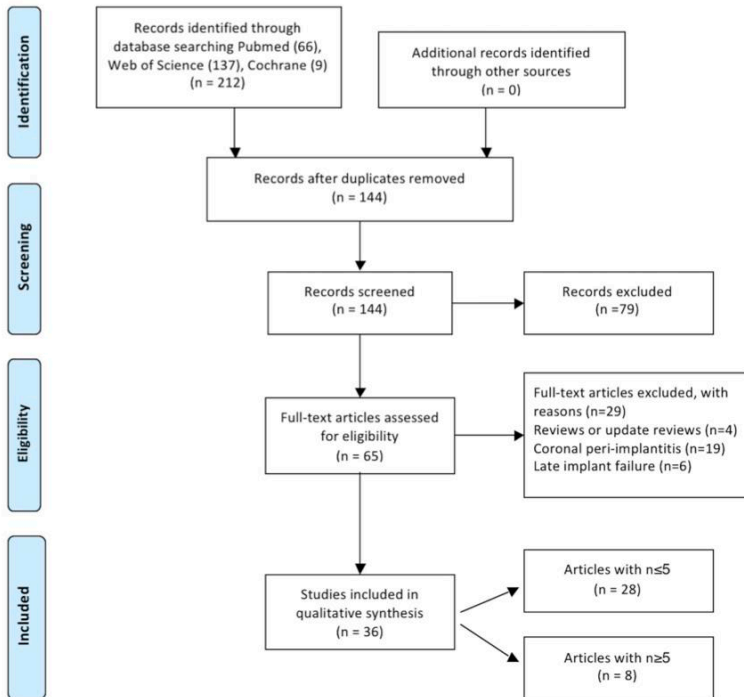 Identification
Records identified through
database searching Pubmed (66),
Web of Science (137), Cochrane (9)
(n = 212)
Additional records identified
through other sources
(n = 0)
Records after duplicates removed
(n = 144)
Screening
Records screened
(n = 144)
Records excluded
(n =79)
Eligibility
Full-text articles assessed
for eligibility
(n = 65)
Full-text articles excluded, with
reasons (n=29)
Reviews or update reviews (n=4)
Coronal peri-implantitis (n=19)
Late implant failure (n=6)
Included
Studies included in
qualitative synthesis
(n = 36)
Articles with n≤5
(n = 28)
Articles with n≥5
(n = 8)